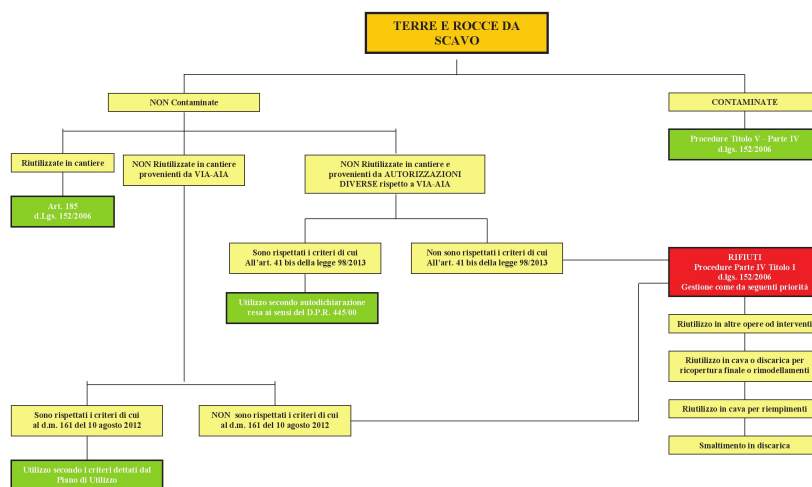 TERRE E ROCCE DA
SCAVO
NON Contaminate
CONTAMINATE
Procedure Titolo V - Parte IV
d.lgs. 152/2006
Riutilizzate in cantiere
NON Riutilizzate in cantiere
provenienti da VIA-AIA
NON Riutilizzate in cantiere e
provenienti da AUTORIZZAZIONI
DIVERSE rispetto a VIA-AIA
Art. 185
d.Lgs. 152/2006
Sono rispettati i criteri di cui
All'art. 41 bis della legge 98/2013
Non sono rispettati i criteri di cui
All'art. 41 bis della legge 98/2013
RIFIUTI
Procedure Parte IV Titolo I
d.lgs. 152/2006
Gestione come da seguenti priorità
Utilizzo secondo autodichiarazione
resa ai sensi del D.P.R. 445/00
Riutilizzo in altre opere od interventi
Riutilizzo in cava o discarica per
ricopertura finale o rimodellamenti
Sono rispettati i criteri di cui
al d.m. 161 del 10 agosto 2012
NON sono rispettati i criteri di cui
al d.m. 161 del 10 agosto 2012
Riutilizzo in cava per riempimenti
Smaltimento in discarica
Utilizzo secondo i criteri dettati dal
Piano di Utilizzo